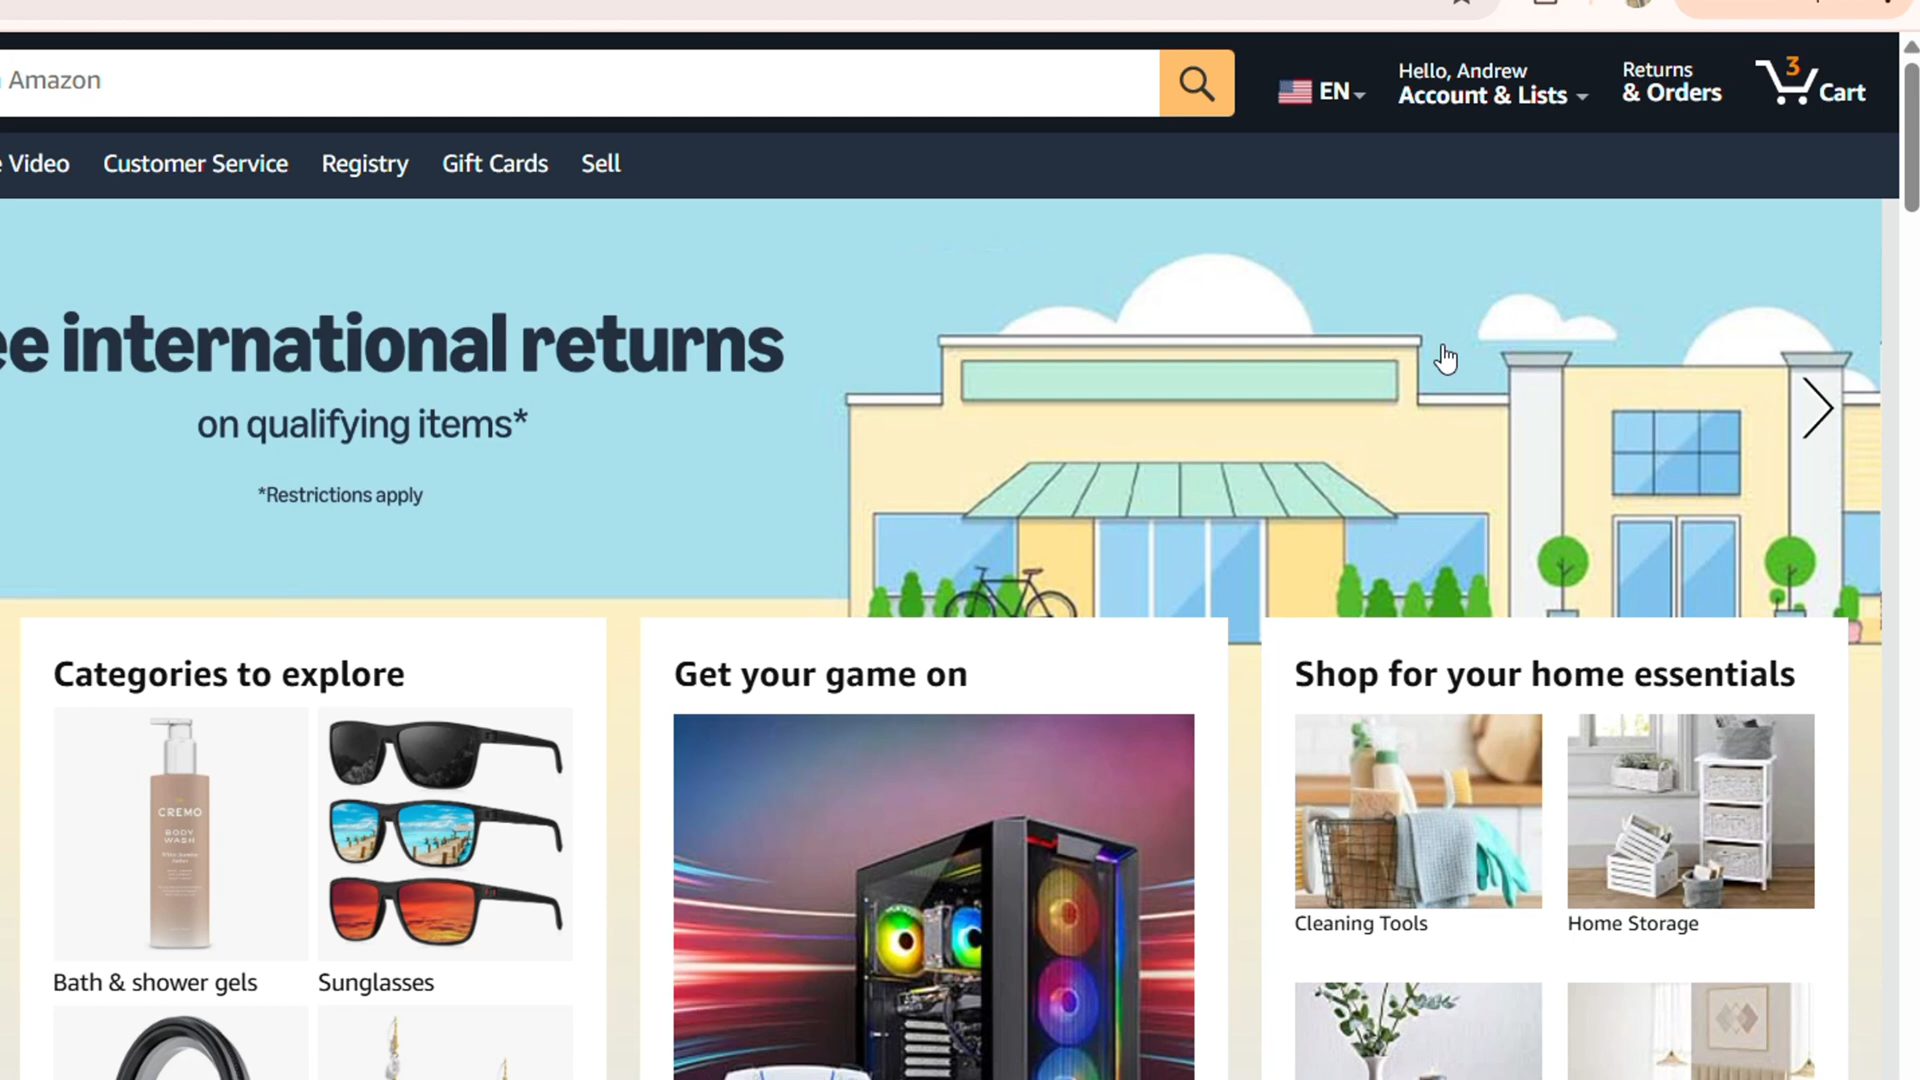 Amazon
EN
Hello, Andrew
Account & Lists
Returns
& Orders
3
Cart
Video
Customer Service
Registry
Gift Cards
Sell
ee international returns
on qualifying items*
*Restrictions apply
Categories to explore
Get your game on
Shop for your home essentials
CREMO
BODY
WASH
Cleaning Tools
Home Storage
Bath & shower gels
Sunglasses